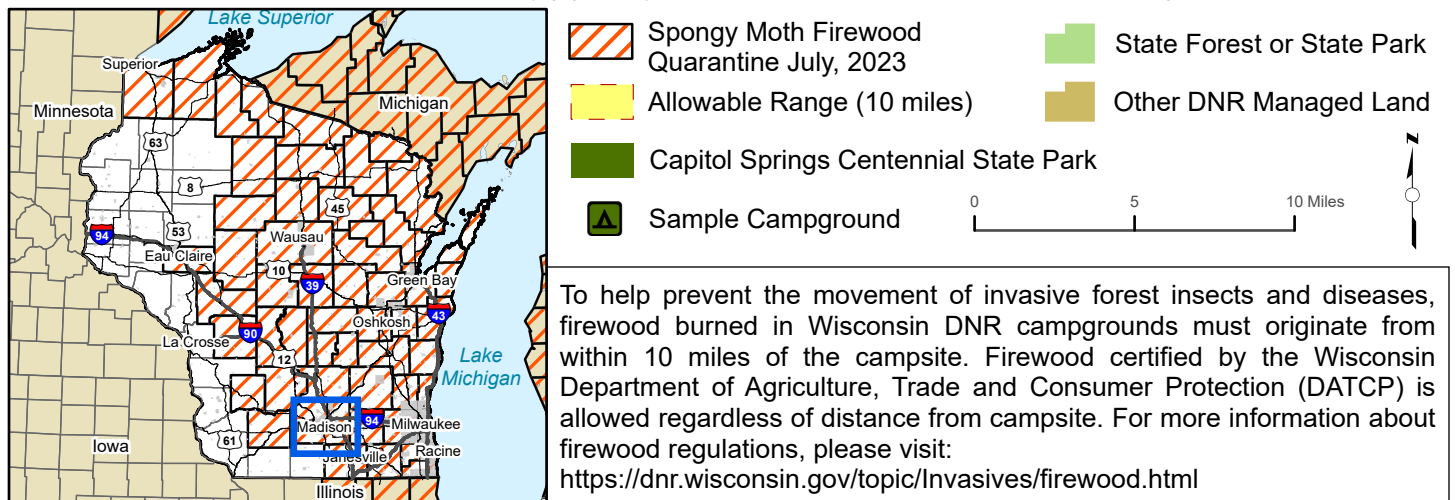 Lake Superior
Superior
Minnesota
Michigan
63
8
45
53
94
Wausau
Eau Claire
10
Green Bay
39
43
Oshkosh
90
La Crosse
12
Lake
Michigan
94
Madison
Milwaukee
61
Iowa
Janesville
Racine
Illinois
Spongy Moth Firewood
Quarantine July, 2023
Allowable Range (10 miles)
Capitol Springs Centennial State Park
Sample Campground
State Forest or State Park
Other DNR Managed Land
0 5 10 Miles
N
To help prevent the movement of invasive forest insects and diseases,
firewood burned in Wisconsin DNR campgrounds must originate from
within 10 miles of the campsite. Firewood certified by the Wisconsin
Department of Agriculture, Trade and Consumer Protection (DATCP) is
allowed regardless of distance from campsite. For more information about
firewood regulations, please visit:
https://dnr.wisconsin.gov/topic/Invasives/firewood.html